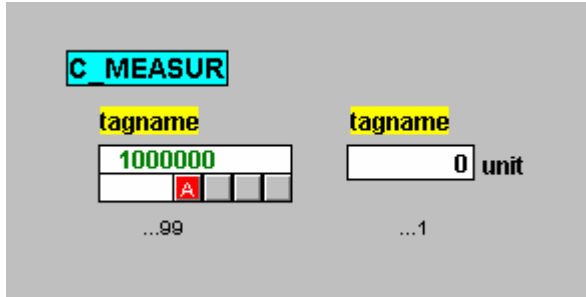 C_MEASUR
tagname tagname
1000000 0 unit
A
...99 ...1